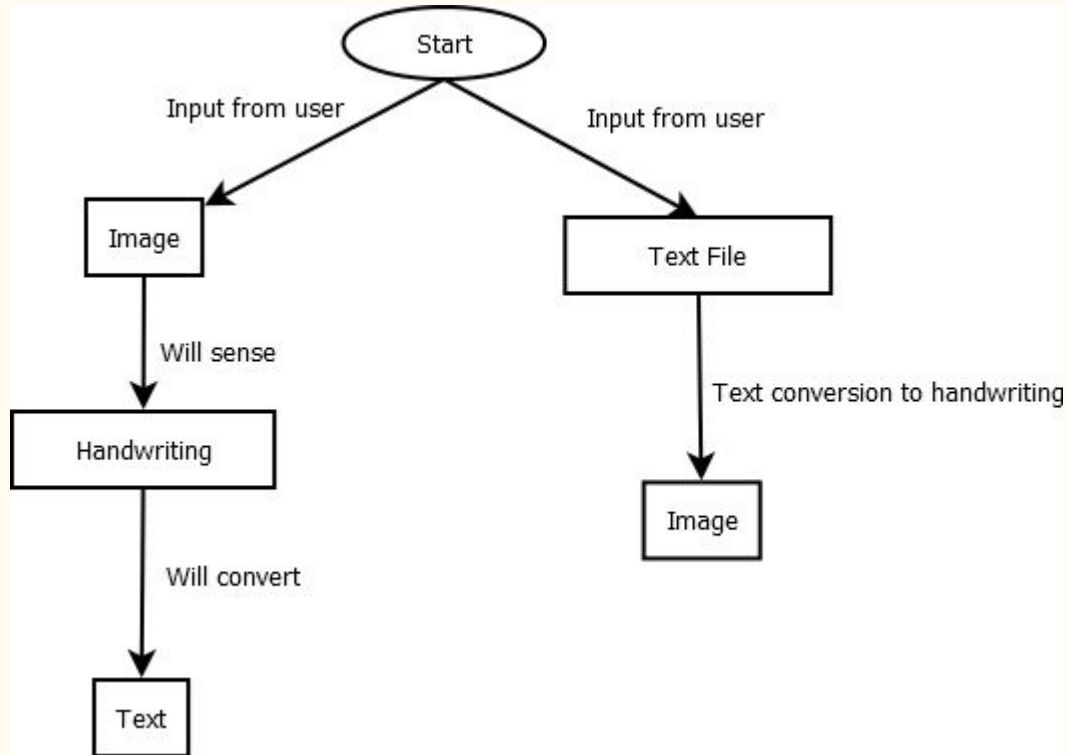 Start
Input from user
Input from user
Image
Text File
Will sense
Text conversion to handwriting
Handwriting
Image
Will convert
Text